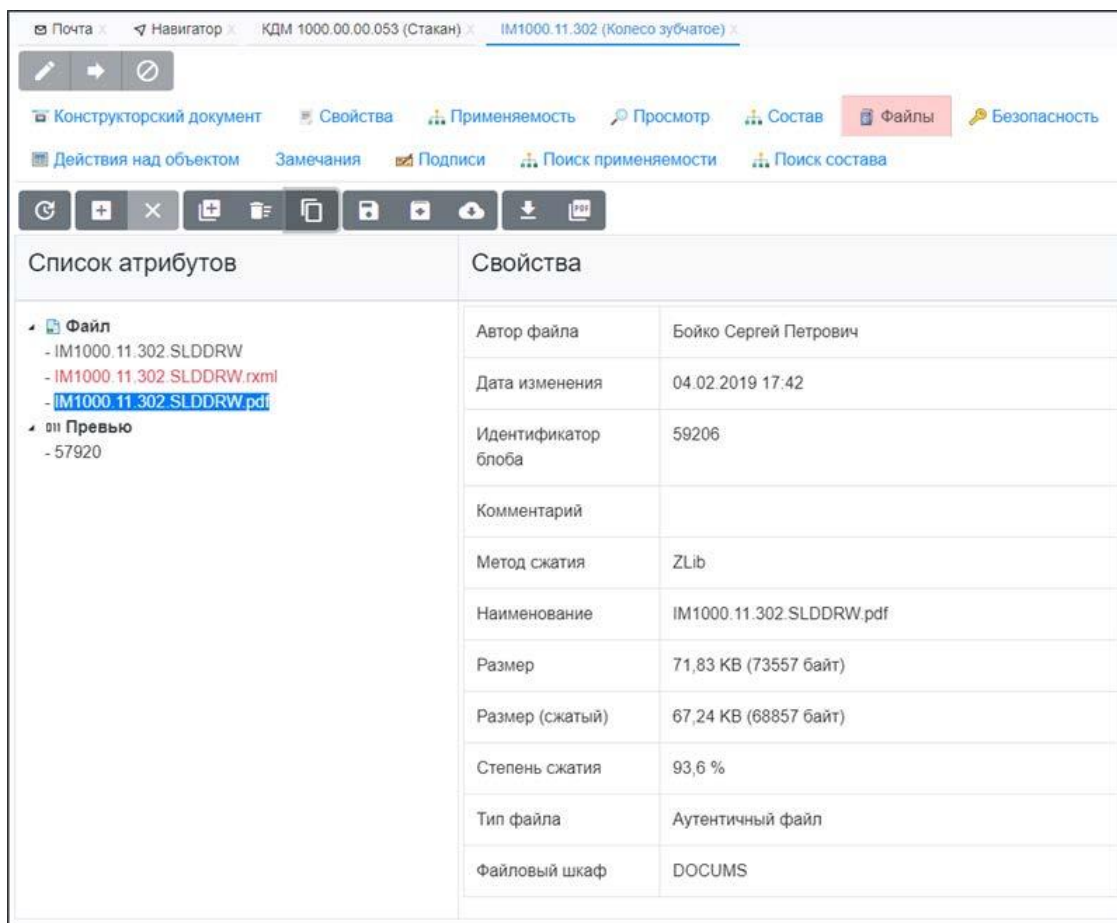 Почта × Навигатор × КДМ 1000.00.00.053 (Стакан) × IM1000.11.302 (Колесо зубчатое) ×
Конструкторский документ Свойства Применяемость Просмотр Состав Файлы Безопасность
Действия над объектом Замечания Подписи Поиск применяемости Поиск состава
PDF
Список атрибутов
Свойства
Файл
- IM1000.11.302.SLDDRW
- IM1000.11.302.SLDDRW.rxml
- IM1000.11.302.SLDDRW.pdf
Превью
- 57920
Автор файла Бойко Сергей Петрович
Дата изменения 04.02.2019 17:42
Идентификатор 59206
блоба
Комментарий
Метод сжатия ZLib
Наименование IM1000.11.302.SLDDRW.pdf
Размер 71,83 KB (73557 байт)
Размер (сжатый) 67,24 KB (68857 байт)
Степень сжатия 93,6 %
Тип файла Аутентичный файл
Файловый шкаф DOCUMS